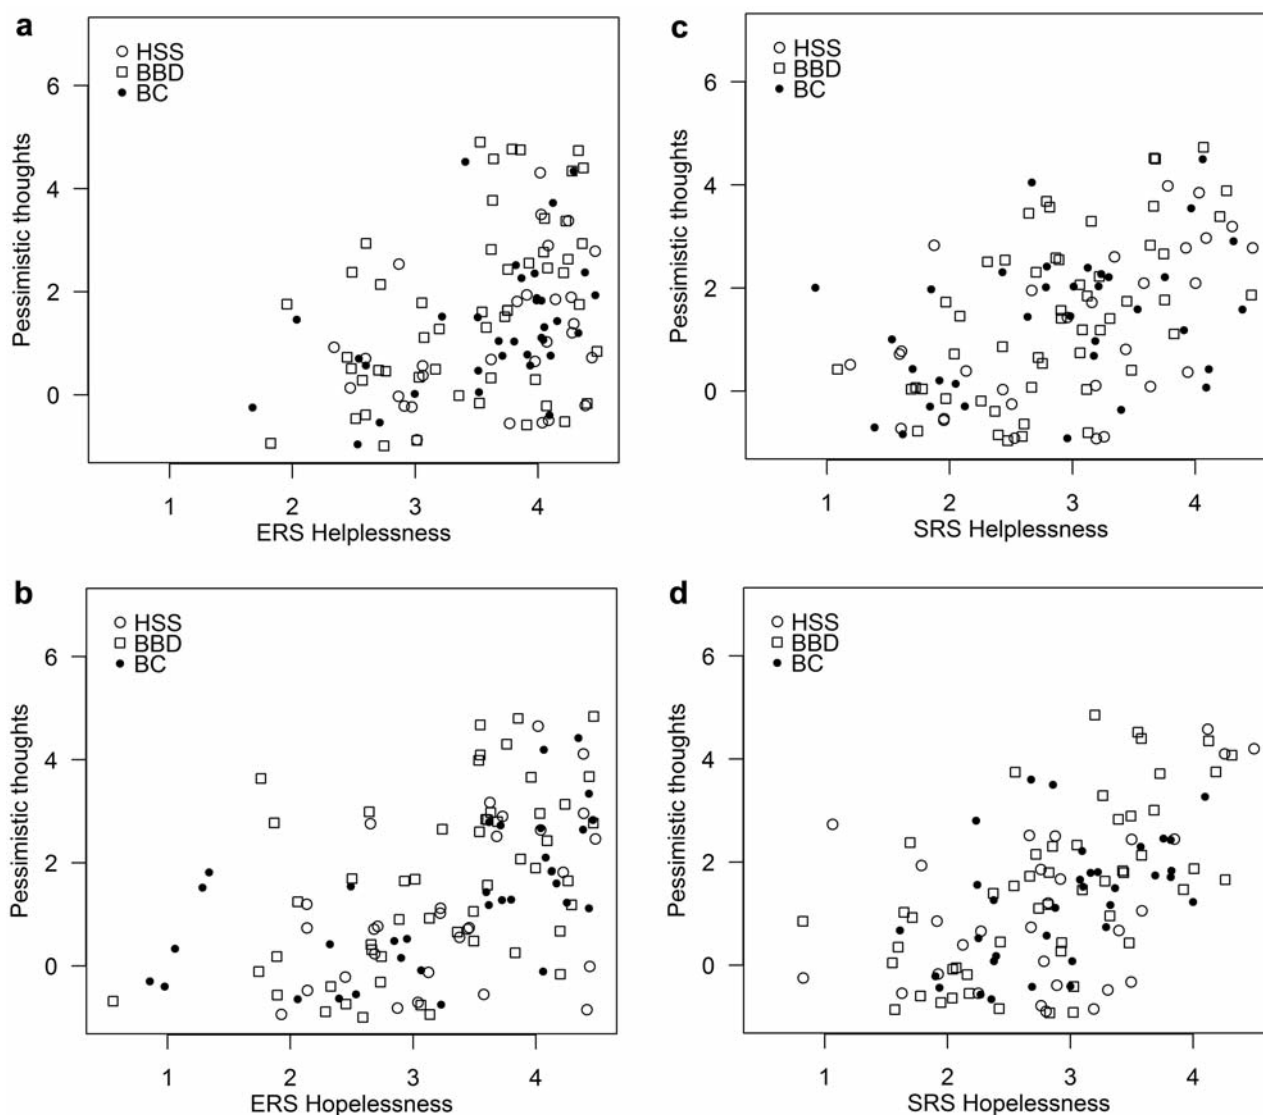 a
HSS
BBD
BC
Pessimistic thoughts
6
4
2
0
1 2 3 4
ERS Helplessness
c
HSS
BBD
BC
Pessimistic thoughts
6
4
2
0
1 2 3 4
SRS Helplessness
b
HSS
BBD
BC
Pessimistic thoughts
6
4
2
0
1 2 3 4
ERS Hopelessness
d
HSS
BBD
BC
Pessimistic thoughts
6
4
2
0
1 2 3 4
SRS Hopelessness